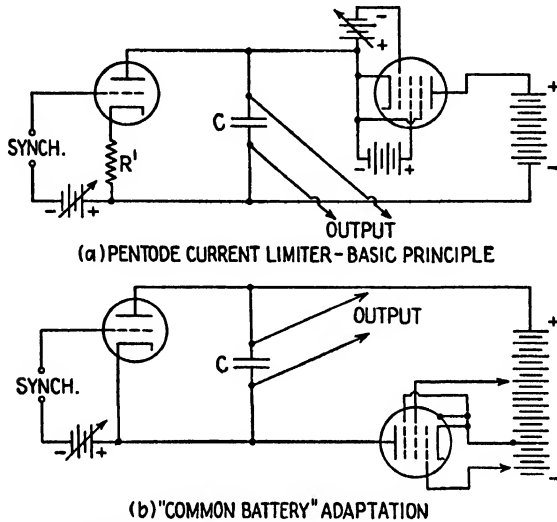 - +
+
C
SYNCH.
R'
- +
- +
-
OUTPUT
(a) PENTODE CURRENT LIMITER - BASIC PRINCIPLE
+
OUTPUT
C
SYNCH.
- +
-
(b) "COMMON BATTERY" ADAPTATION